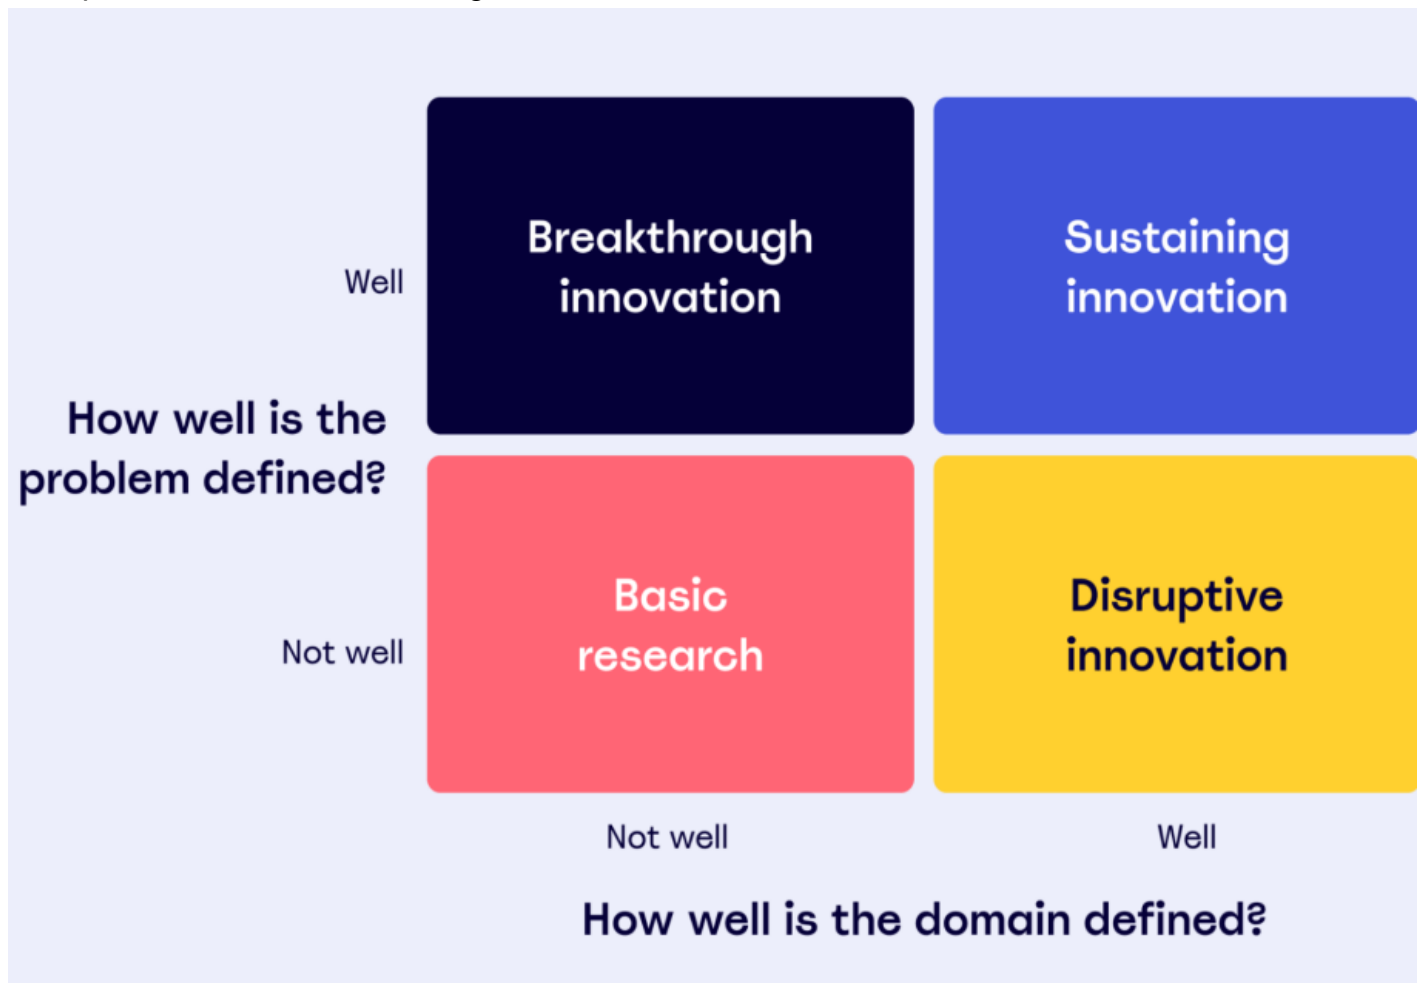 Breakthrough
innovation
Sustaining
innovation
Well
How well is the
problem defined?
Basic
research
Disruptive
innovation
Not well
Not well
Well
How well is the domain defined?